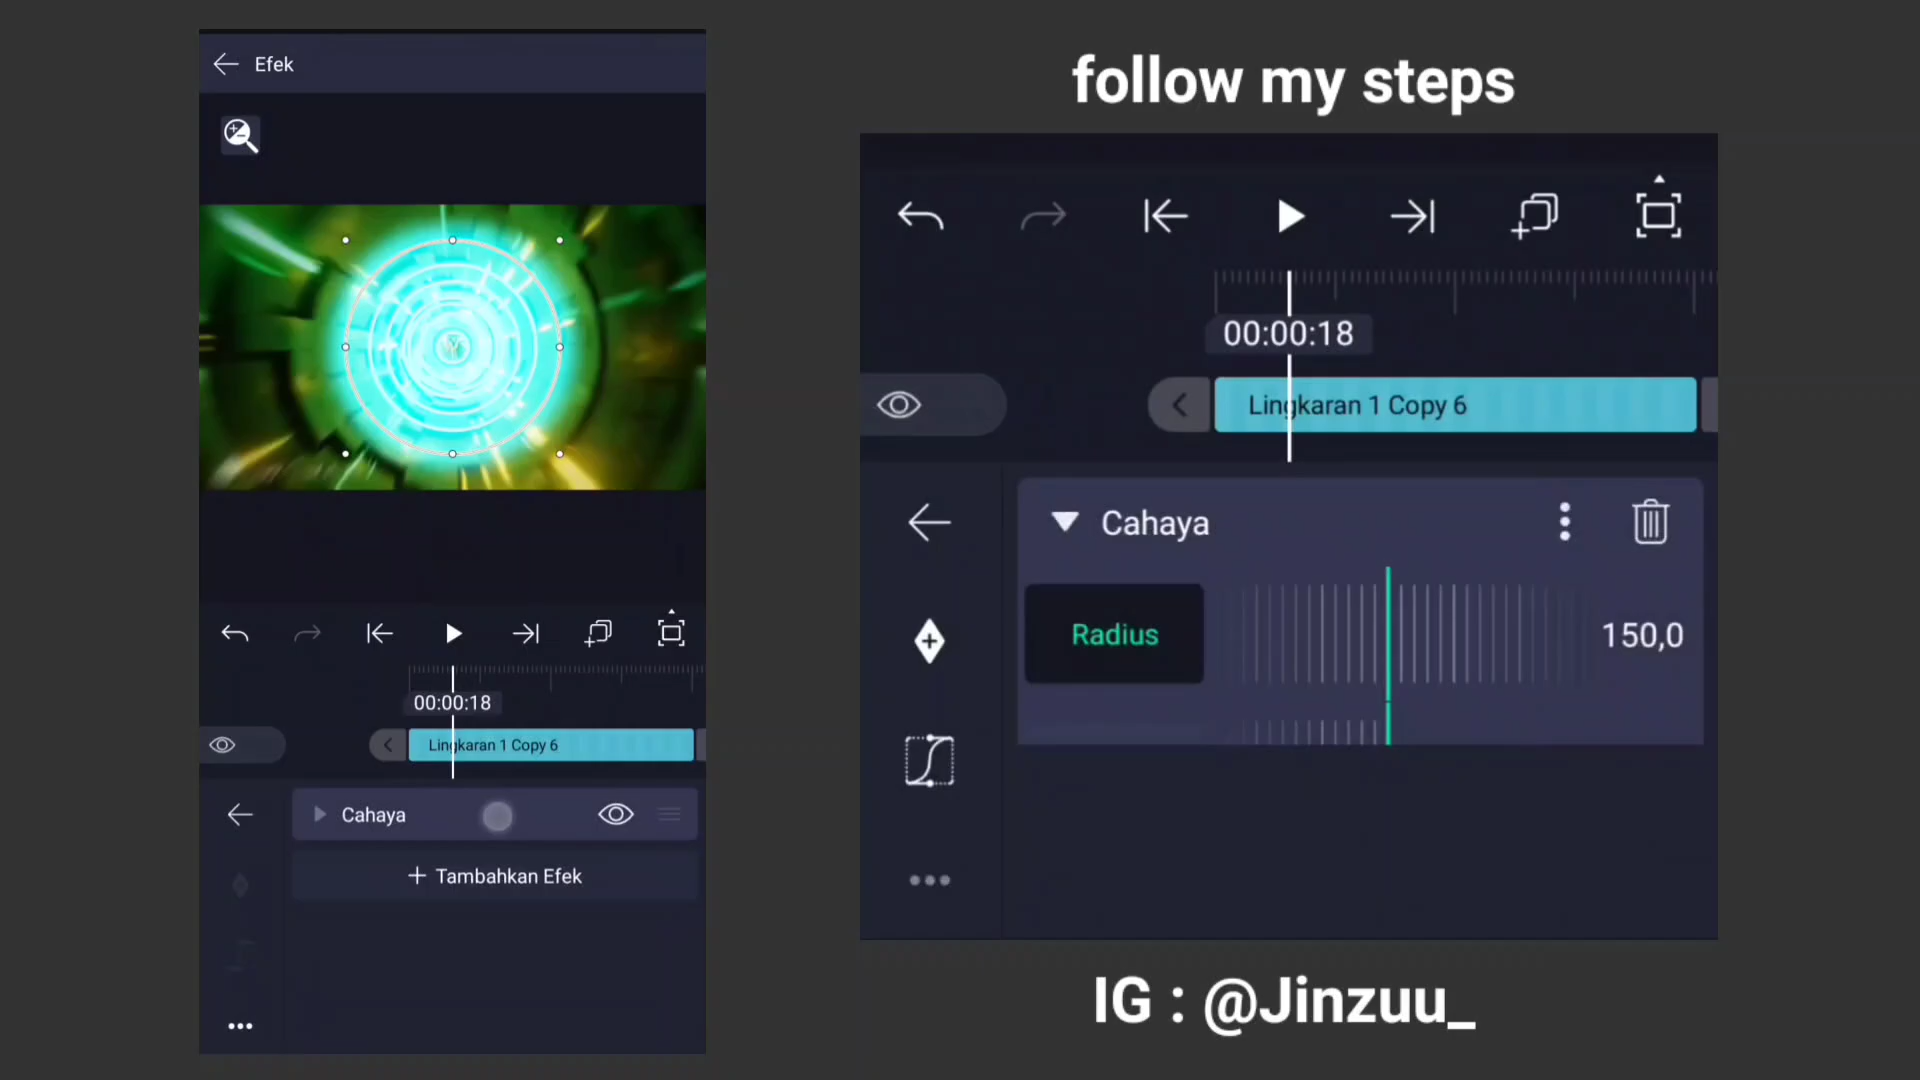 Efek
00:00:18
Lingkaran 1 Copy 6
Cahaya
+ Tambahkan Efek
follow my steps
00:00:18
Lingkaran 1 Copy 6
Cahaya
Radius 150,0
IG : @Jinzuu_